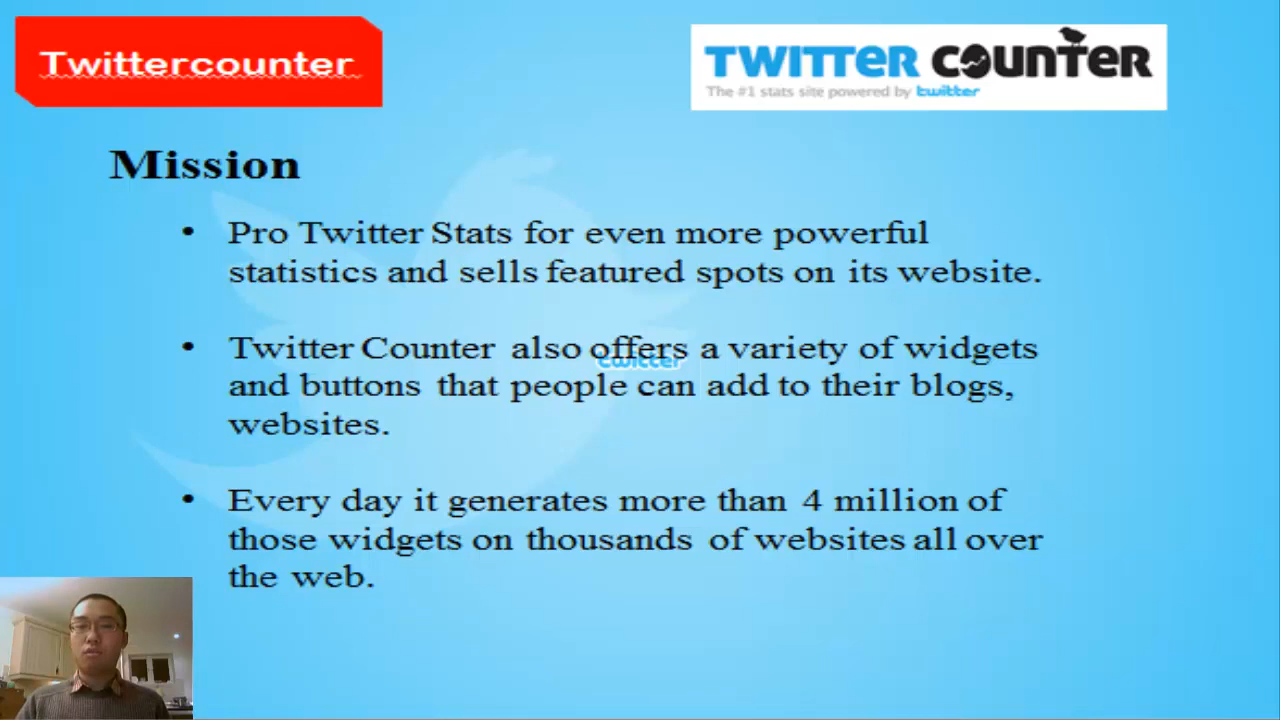 Twittercounter
TWITTER COUNTER
The #1 stats site powered by twitter
Mission
• Pro Twitter Stats for even more powerful
statistics and sells featured spots on its website.
• Twitter Counter also offers a variety of widgets
twitter
and buttons that people can add to their blogs,
websites.
• Every day it generates more than 4 million of
those widgets on thousands of websites all over
the web.